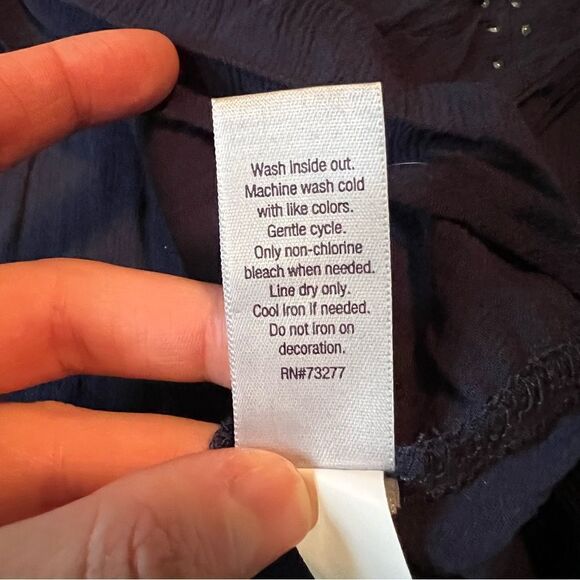 Wash inside out.
Machine wash cold
with like colors.
Gentle cycle.
Only non-chlorine
bleach when needed.
Line dry only.
Cool iron if needed.
Do not iron on
decoration.
RN#73277